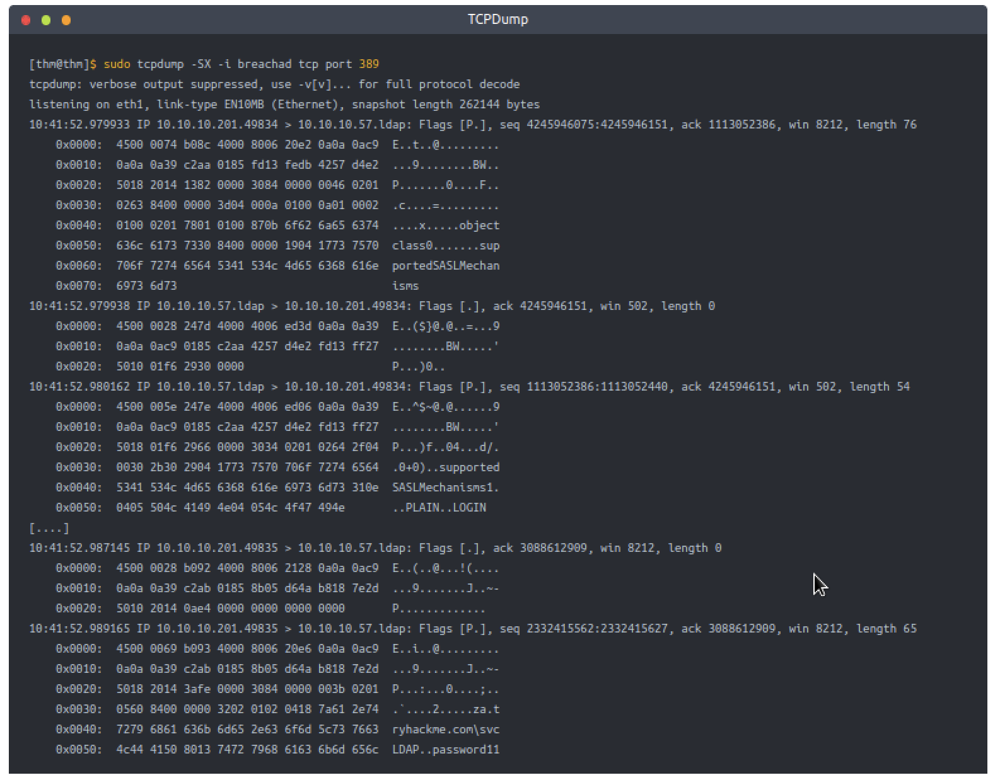 TCPDump
[thm@thm]$ sudo tcpdump -SX -i breachad tcp port 389
tcpdump: verbose output suppressed, use -v[v]... for full protocol decode
listening on eth1, link-type EN10MB (Ethernet), snapshot length 262144 bytes
10:41:52.979933 IP 10.10.10.201.49834 > 10.10.10.57.ldap: Flags [P.], seq 4245946075:4245946151, ack 1113052386, win 8212, length 76
0x0000:  4500 0074 b08c 4000 8006 20e2 0a0a 0ac9  E..t..@.........
0x0010:  0a0a 0a39 c2aa 0185 fd13 fedb 4257 d4e2  ...9........BW..
0x0020:  5018 2014 1382 0000 3084 0000 0046 0201  P.......0....F..
0x0030:  0263 8400 0000 3d04 000a 0100 0a01 0002  .c....=.........
0x0040:  0100 0201 7801 0100 870b 6f62 6a65 6374  ....x.....object
0x0050:  636c 6173 7330 8400 0000 1904 1773 7570  class0.......sup
0x0060:  706f 7274 6564 5341 534c 4d65 6368 616e  portedSASLMechan
0x0070:  6973 6d73                                isms
10:41:52.979938 IP 10.10.10.57.ldap > 10.10.10.201.49834: Flags [.], ack 4245946151, win 502, length 0
0x0000:  4500 0028 247d 4000 4006 ed3d 0a0a 0a39  E..($}@.@..=...9
0x0010:  0a0a 0ac9 0185 c2aa 4257 d4e2 fd13 ff27  ........BW.....'
0x0020:  5010 01f6 2930 0000                      P...)0..
10:41:52.980162 IP 10.10.10.57.ldap > 10.10.10.201.49834: Flags [P.], seq 1113052386:1113052440, ack 4245946151, win 502, length 54
0x0000:  4500 005e 247e 4000 4006 ed06 0a0a 0a39  E..^$~@.@......9
0x0010:  0a0a 0ac9 0185 c2aa 4257 d4e2 fd13 ff27  ........BW.....'
0x0020:  5018 01f6 2966 0000 3034 0201 0264 2f04  P...)f..04...d/.
0x0030:  0030 2b30 2904 1773 7570 706f 7274 6564  .0+0)..supported
0x0040:  5341 534c 4d65 6368 616e 6973 6d73 310e  SASLMechanisms1.
0x0050:  0405 504c 4149 4e04 054c 4f47 494e       ..PLAIN..LOGIN
[....]
10:41:52.987145 IP 10.10.10.201.49835 > 10.10.10.57.ldap: Flags [.], ack 3088612909, win 8212, length 0
0x0000:  4500 0028 b092 4000 8006 2128 0a0a 0ac9  E..(..@...!(....
0x0010:  0a0a 0a39 c2ab 0185 8b05 d64a b818 7e2d  ...9.......J..~-
0x0020:  5010 2014 0ae4 0000 0000 0000 0000       P.............
10:41:52.989165 IP 10.10.10.201.49835 > 10.10.10.57.ldap: Flags [P.], seq 2332415562:2332415627, ack 3088612909, win 8212, length 65
0x0000:  4500 0069 b093 4000 8006 20e6 0a0a 0ac9  E..i..@.........
0x0010:  0a0a 0a39 c2ab 0185 8b05 d64a b818 7e2d  ...9.......J..~-
0x0020:  5018 2014 3afe 0000 3084 0000 003b 0201  P...:...0....;..
0x0030:  0560 8400 0000 3202 0102 0418 7a61 2e74  .`....2.....za.t
0x0040:  7279 6861 636b 6d65 2e63 6f6d 5c73 7663  ryhackme.com\svc
0x0050:  4c44 4150 8013 7472 7968 6163 6b6d 656c  LDAP..password11